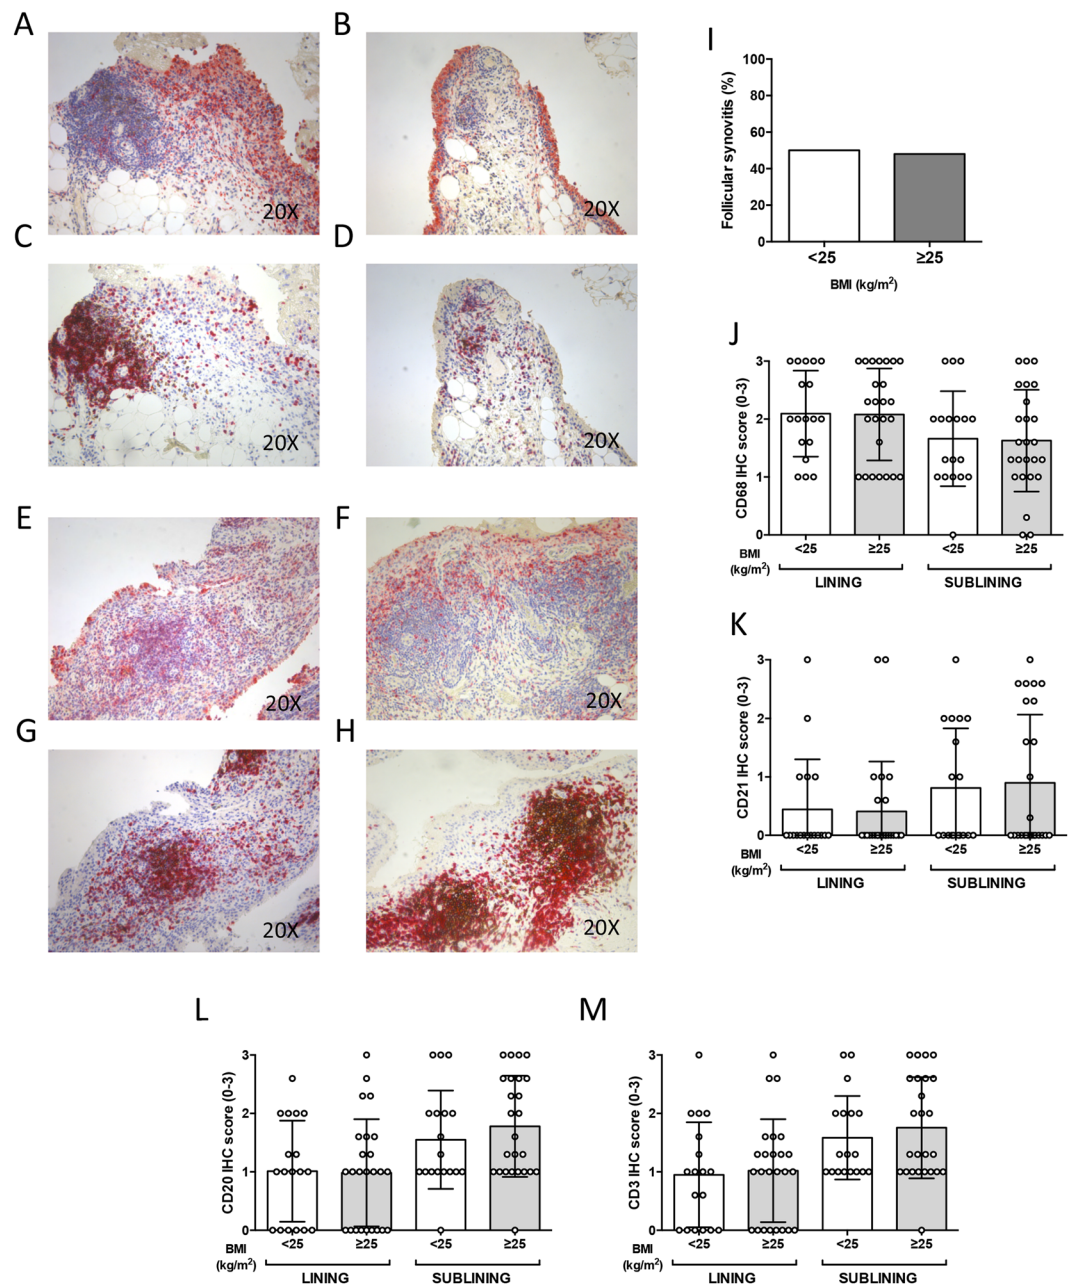 A
B
20X
20X
C
D
20X
20X
E
F
20X
20X
G
H
20X
20X
I
Follicular synovitis (%)
100
80
60
40
20
0
<25
≥25
BMI (kg/m²)
J
CD68 IHC score (0-3)
3
2
1
0
BMI
(kg/m²)
<25
≥25
<25
≥25
LINING
SUBLINING
K
CD21 IHC score (0-3)
3
2
1
0
BMI
(kg/m²)
<25
≥25
<25
≥25
LINING
SUBLINING
L
CD20 IHC score (0-3)
3
2
1
0
BMI
(kg/m²)
<25
≥25
<25
≥25
LINING
SUBLINING
M
CD3 IHC score (0-3)
3
2
1
0
BMI
(kg/m²)
<25
≥25
<25
≥25
LINING
SUBLINING